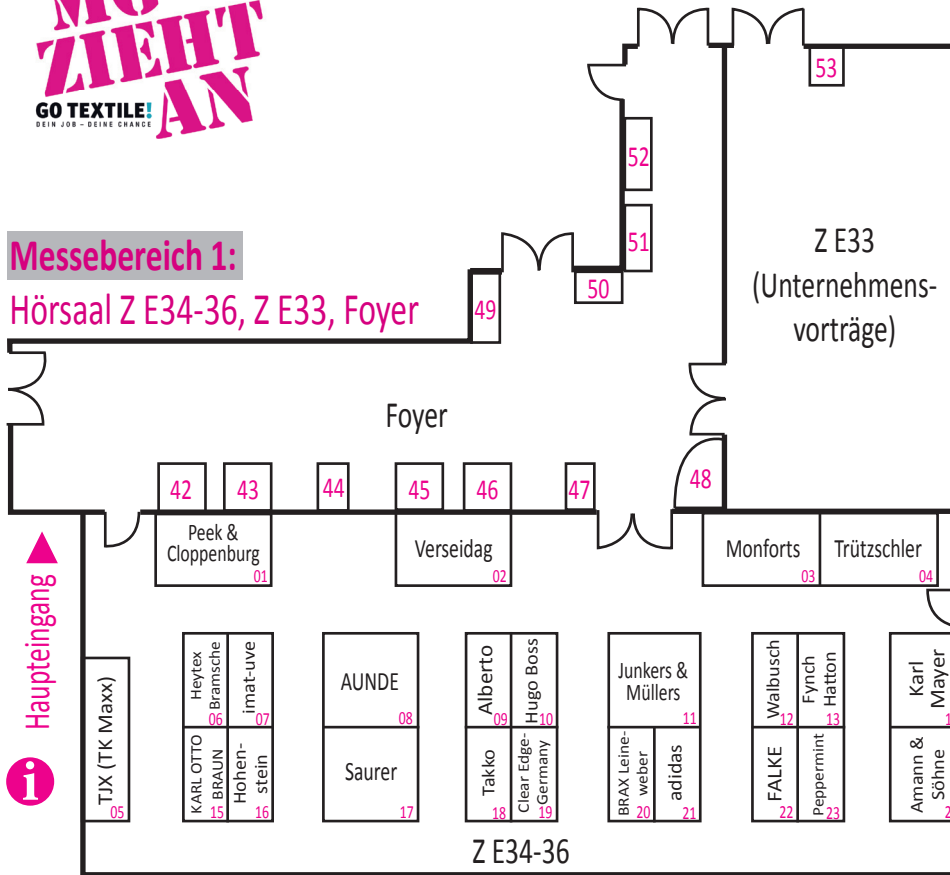 MG
ZIEHT
AN
GO TEXTILE!
DEIN JOB – DEINE CHANCE
Messebereich 1:
Hörsaal Z E34-36, Z E33, Foyer
53
52
51
50
49
Z E33
(Unternehmens-
vorträge)
Foyer
42
43
44
45
46
47
48
Haupteingang
i
Peek &
Cloppenburg
01
Verseidag
02
Monforts
03
Trützschler
04
TJX (TK Maxx)
05
Heytex
Bramsche
06
imat-uve
07
AUNDE
08
Alberto
09
Hugo Boss
10
Junkers &
Müllers
11
Walbusch
12
Fynch
Hatton
13
Karl
Mayer
KARL OTTO
BRAUN
15
Hohen-
stein
16
Saurer
17
Takko
18
Clear Edge-
Germany
19
BRAX Leine-
weber
20
adidas
21
FALKE
22
Peppermint
23
Amann &
Söhne
Z E34-36